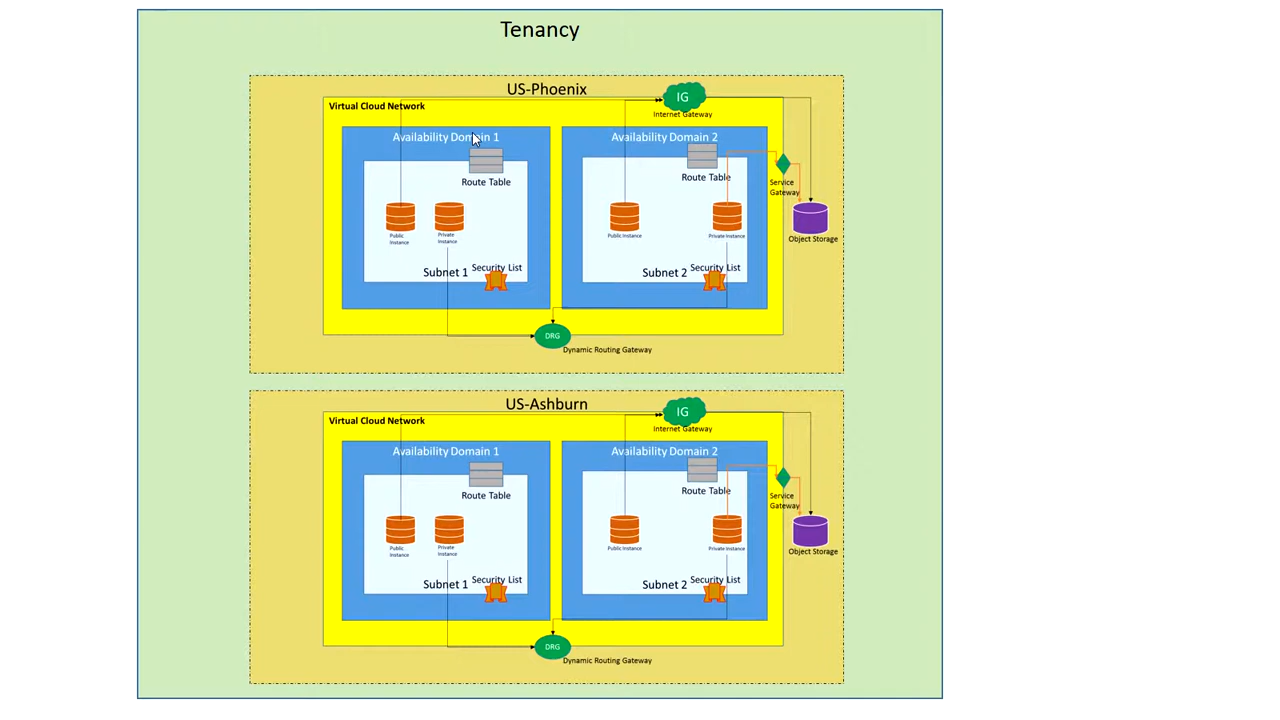 Tenancy
US-Phoenix
IG
Internet Gateway
Virtual Cloud Network
Availability Domain 1
Route Table
Public
Instance
Private
Instance
Subnet 1
Security List
Availability Domain 2
Route Table
Public Instance
Private Instance
Subnet 2
Security List
Service
Gateway
Object Storage
DRG
Dynamic Routing Gateway
US-Ashburn
IG
Internet Gateway
Virtual Cloud Network
Availability Domain 1
Route Table
Public
Instance
Private
Instance
Subnet 1
Security List
Availability Domain 2
Route Table
Public Instance
Private Instance
Subnet 2
Security List
Service
Gateway
Object Storage
DRG
Dynamic Routing Gateway